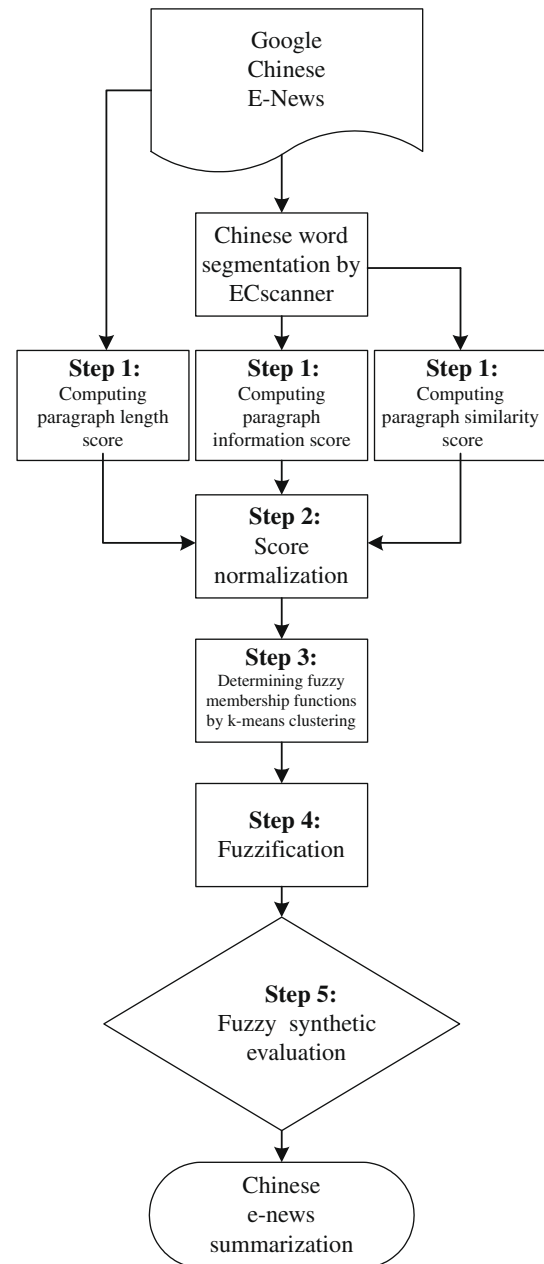 Google
Chinese
E-News
Chinese word
segmentation by
ECscanner
Step 1:
Computing
paragraph length
score
Step 1:
Computing
paragraph
information score
Step 1:
Computing
paragraph similarity
score
Step 2:
Score
normalization
Step 3:
Determining fuzzy
membership functions
by k-means clustering
Step 4:
Fuzzification
Step 5:
Fuzzy synthetic
evaluation
Chinese
e-news
summarization